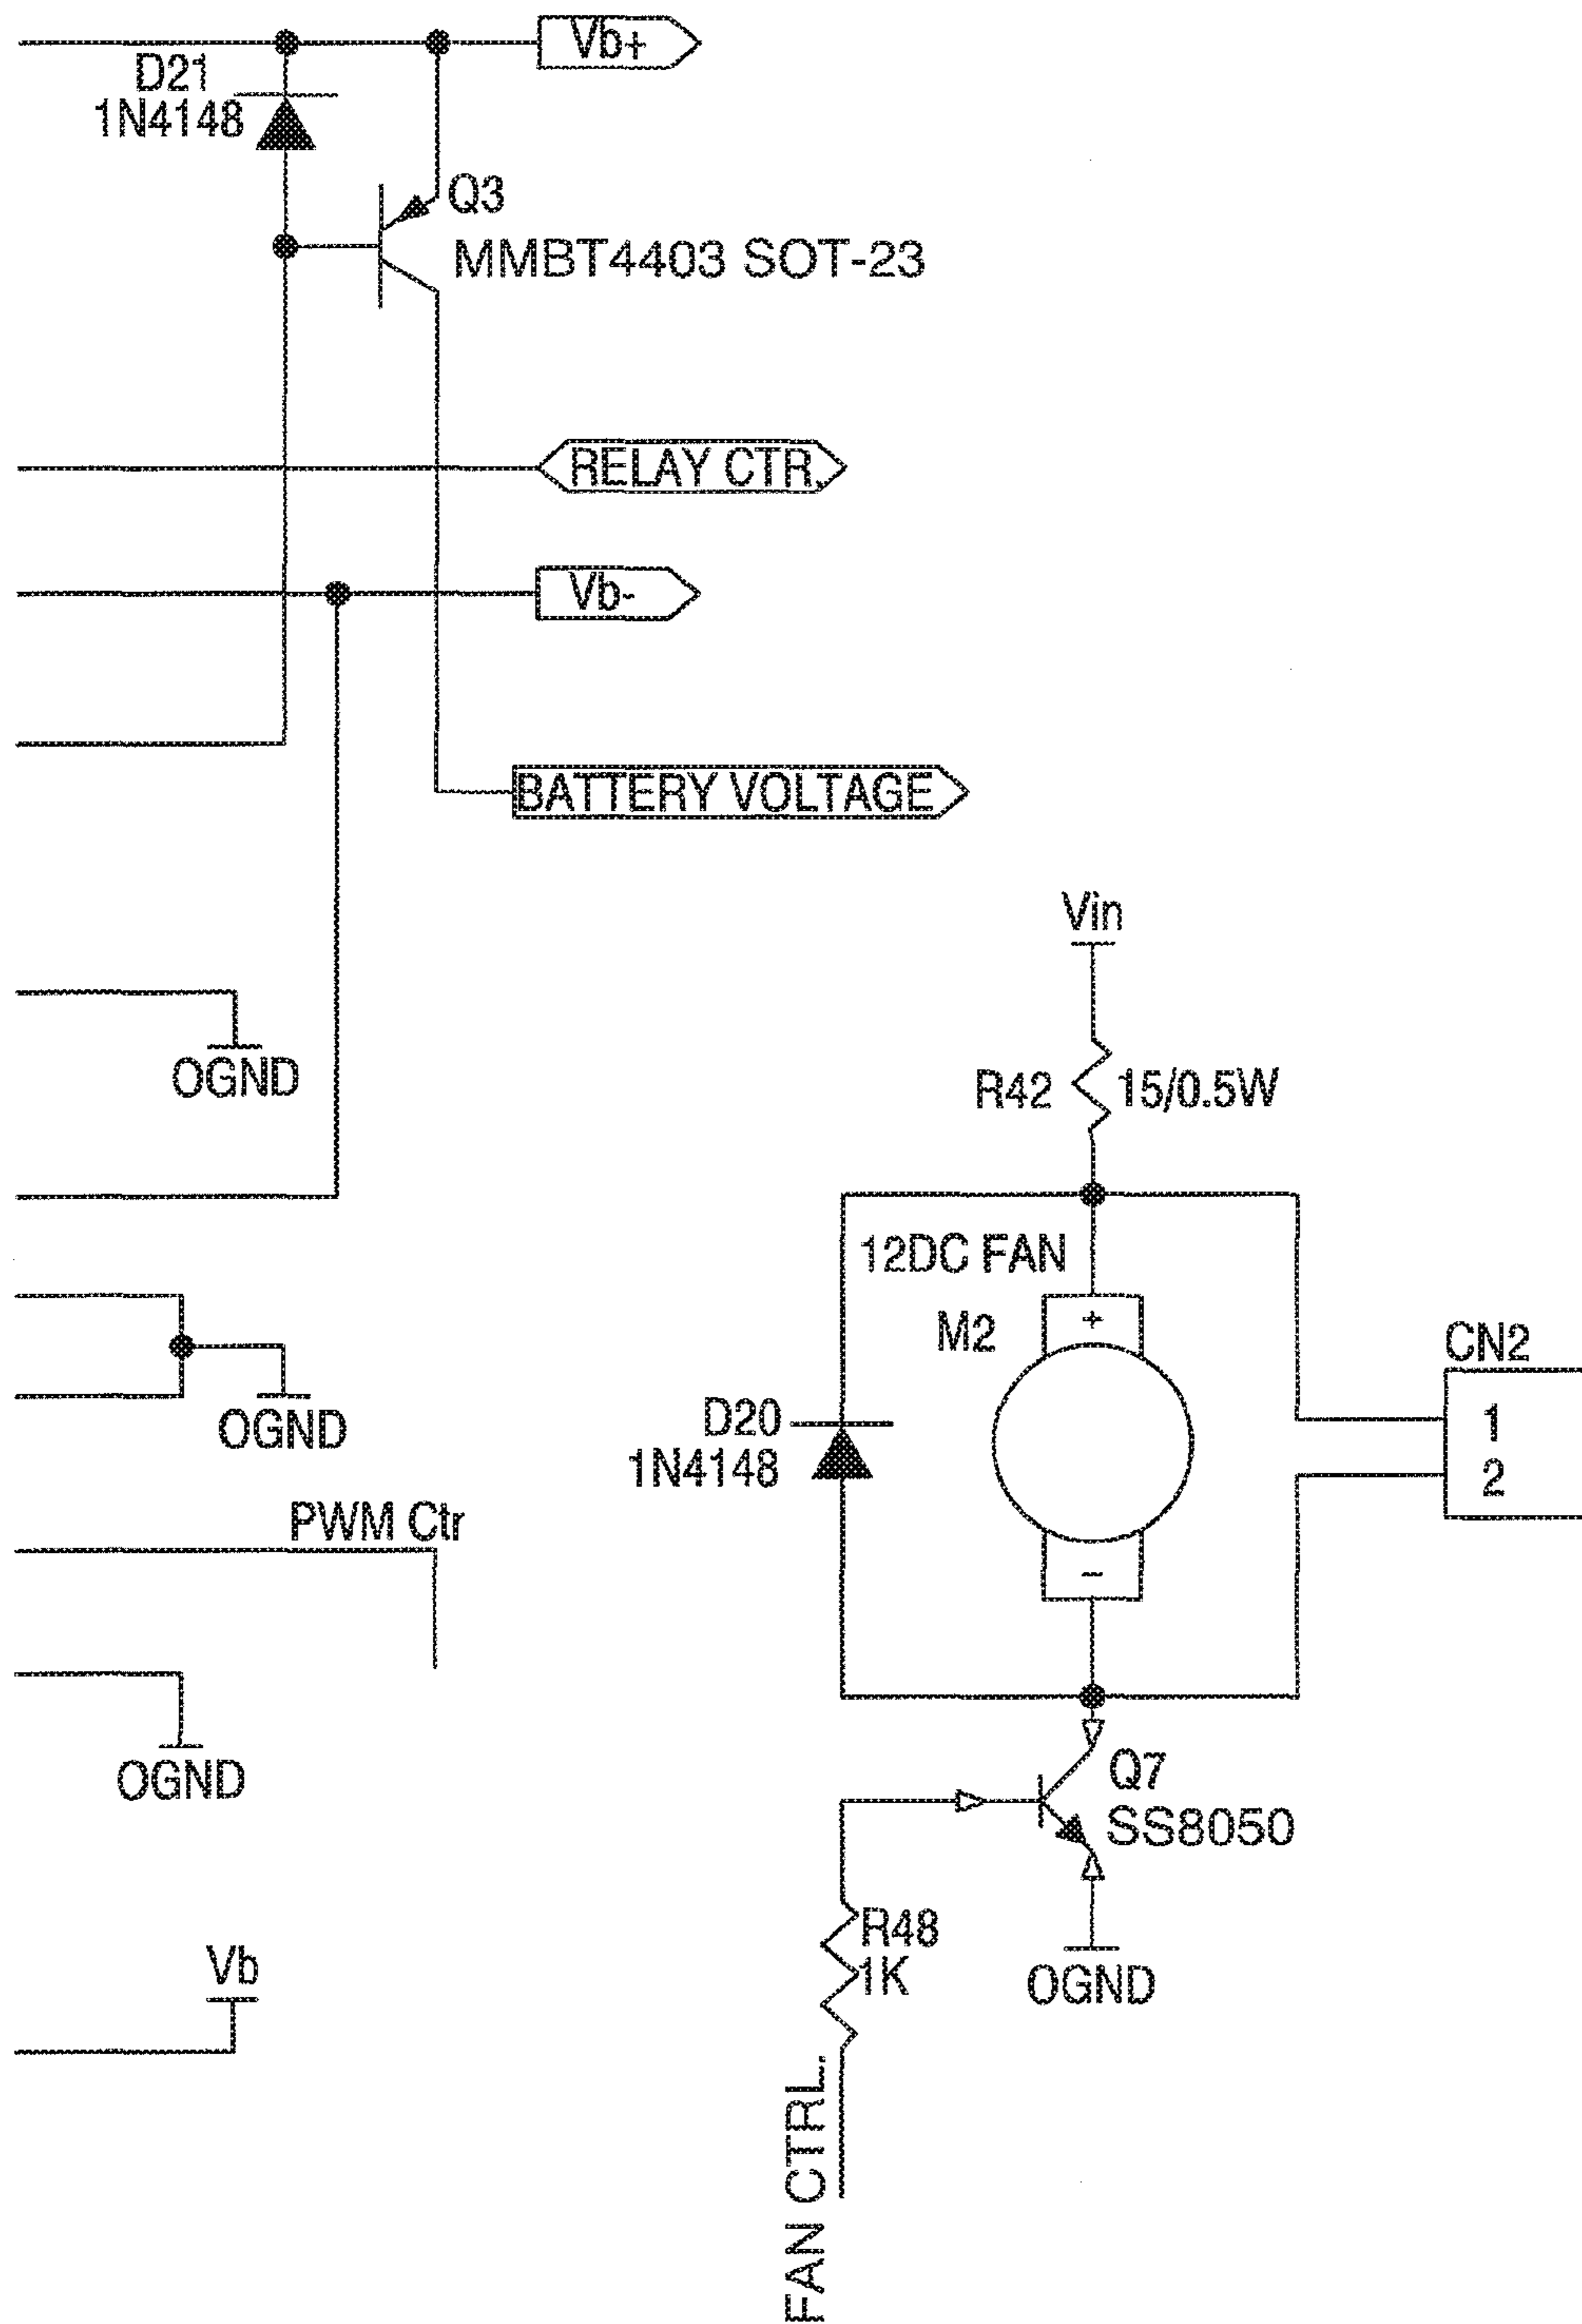 Vb+
D21
1N4148
Q3
MMBT4403 SOT-23
RELAY CTR.
Vb-
BATTERY VOLTAGE
Vin
OGND
R42 15/0.5W
12DC FAN
+
M2
CN2
1
2
OGND
D20
1N4148
PWM Ctr
-
OGND
Q7
SS8050
R48
1K
OGND
Vb
FAN CTRL.